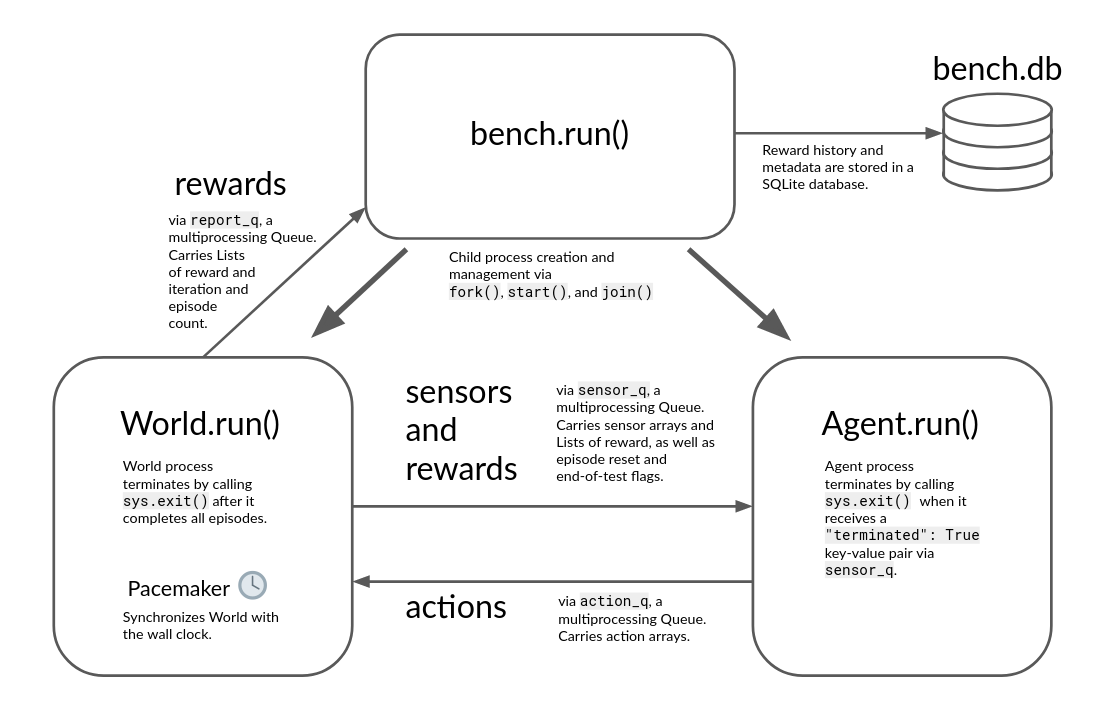 bench.db
bench.run()
Reward history and
metadata are stored in a
SQLite database.
rewards
via report_q, a
multiprocessing Queue.
Carries Lists
of reward and
iteration and
episode
count.
Child process creation and
management via
fork(), start(), and join()
World.run()
World process
terminates by calling
sys.exit() after it
completes all episodes.
Pacemaker
Synchronizes World with
the wall clock.
sensors
and
rewards
via sensor_q, a
multiprocessing Queue.
Carries sensor arrays and
Lists of reward, as well as
episode reset and
end-of-test flags.
actions
via action_q, a
multiprocessing Queue.
Carries action arrays.
Agent.run()
Agent process
terminates by calling
sys.exit() when it
receives a
"terminated": True
key-value pair via
sensor_q.